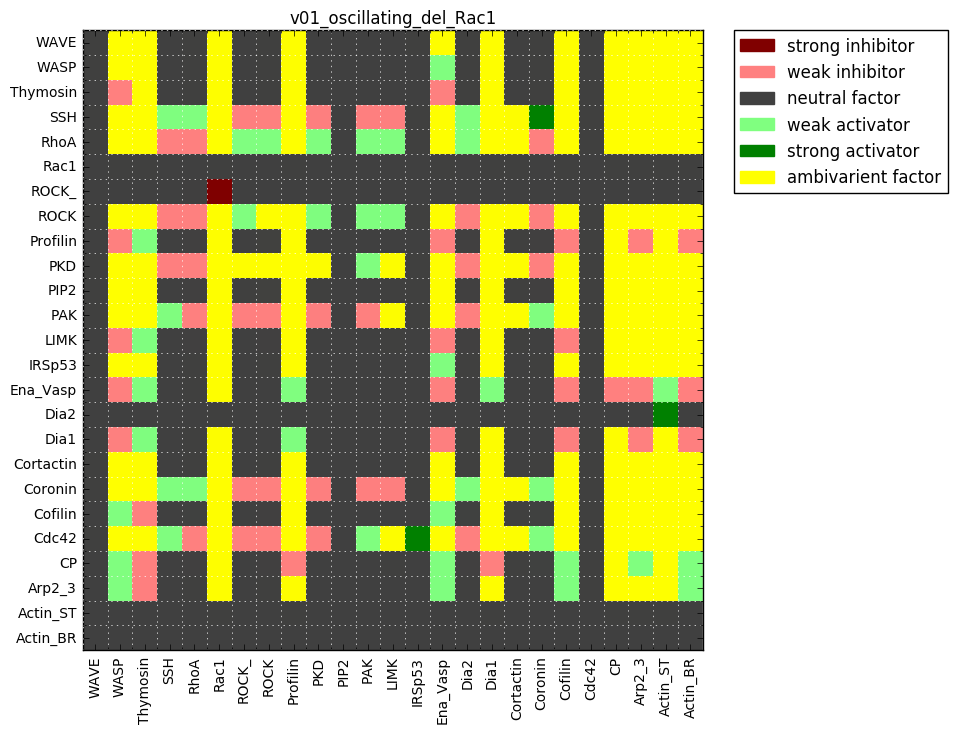 v01_oscillating_del_Rac1
WAVE
WASP
Thymosin
SSH
RhoA
Rac1
ROCK_
ROCK
Profilin
PKD
PIP2
PAK
LIMK
IRSp53
Ena_Vasp
Dia2
Dia1
Cortactin
Coronin
Cofilin
Cdc42
CP
Arp2_3
Actin_ST
Actin_BR
WAVE
WASP
Thymosin
SSH
RhoA
Rac1
ROCK_
ROCK
Profilin
PKD
PIP2
PAK
LIMK
IRSp53
Ena_Vasp
Dia2
Dia1
Cortactin
Coronin
Cofilin
Cdc42
CP
Arp2_3
Actin_ST
Actin_BR
strong inhibitor
weak inhibitor
neutral factor
weak activator
strong activator
ambivarient factor